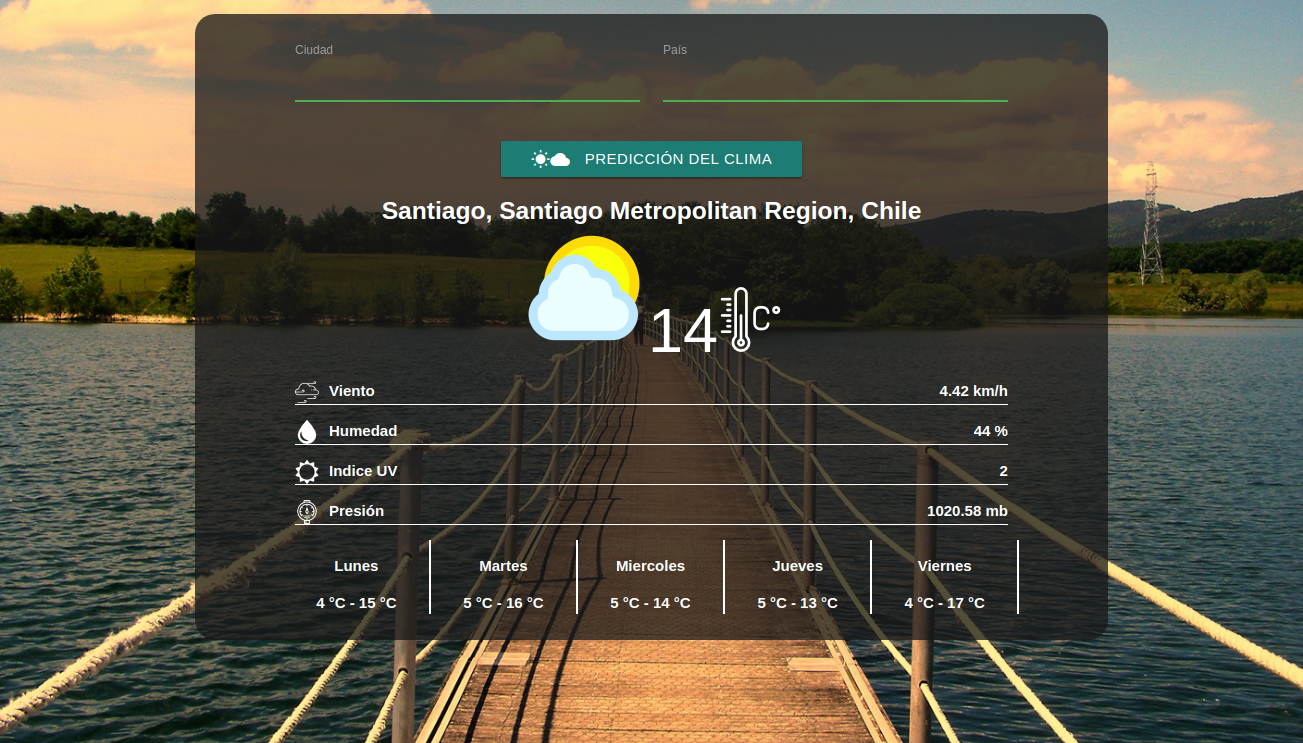 Ciudad País
PREDICCIÓN DEL CLIMA
Santiago, Santiago Metropolitan Region, Chile
14 C°
Viento 4.42 km/h
Humedad 44 %
Indice UV 2
Presión 1020.58 mb
Lunes Martes Miercoles Jueves Viernes
4 °C - 15 °C 5 °C - 16 °C 5 °C - 14 °C 5 °C - 13 °C 4 °C - 17 °C